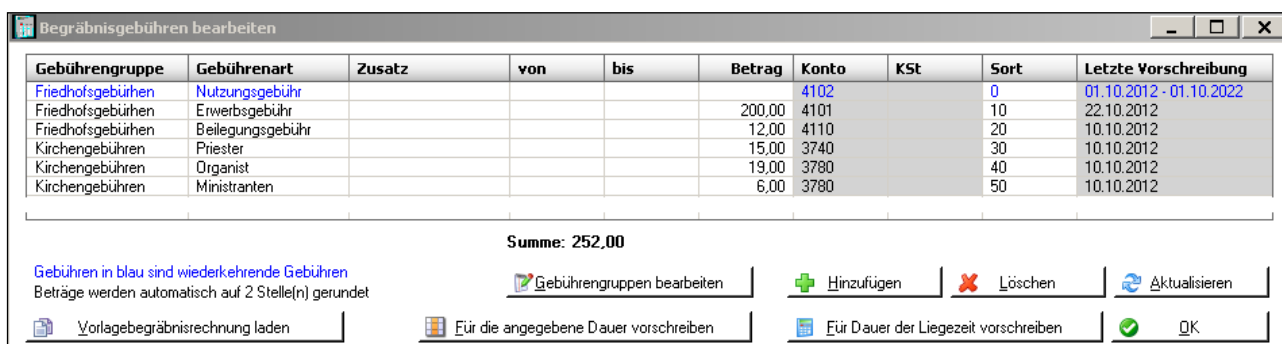 Begräbnisgebühren bearbeiten
Gebührengruppe Gebührenart Zusatz von bis Betrag Konto KSt Sort Letzte Vorschreibung
Friedhofsgebürhen Nutzungsgebühr 4102 0 01.10.2012 - 01.10.2022
Friedhofsgebürhen Erwerbsgebühr 200,00 4101 10 22.10.2012
Friedhofsgebürhen Beilegungsgebühr 12,00 4110 20 10.10.2012
Kirchengebühren Priester 15,00 3740 30 10.10.2012
Kirchengebühren Organist 19,00 3780 40 10.10.2012
Kirchengebühren Ministranten 6,00 3780 50 10.10.2012
Summe: 252,00
Gebühren in blau sind wiederkehrende Gebühren
Beträge werden automatisch auf 2 Stelle(n) gerundet
Gebührengruppen bearbeiten Hinzufügen Löschen Aktualisieren
Vorlagebegräbnisrechnung laden Für die angegebene Dauer vorschreiben Für Dauer der Liegezeit vorschreiben OK